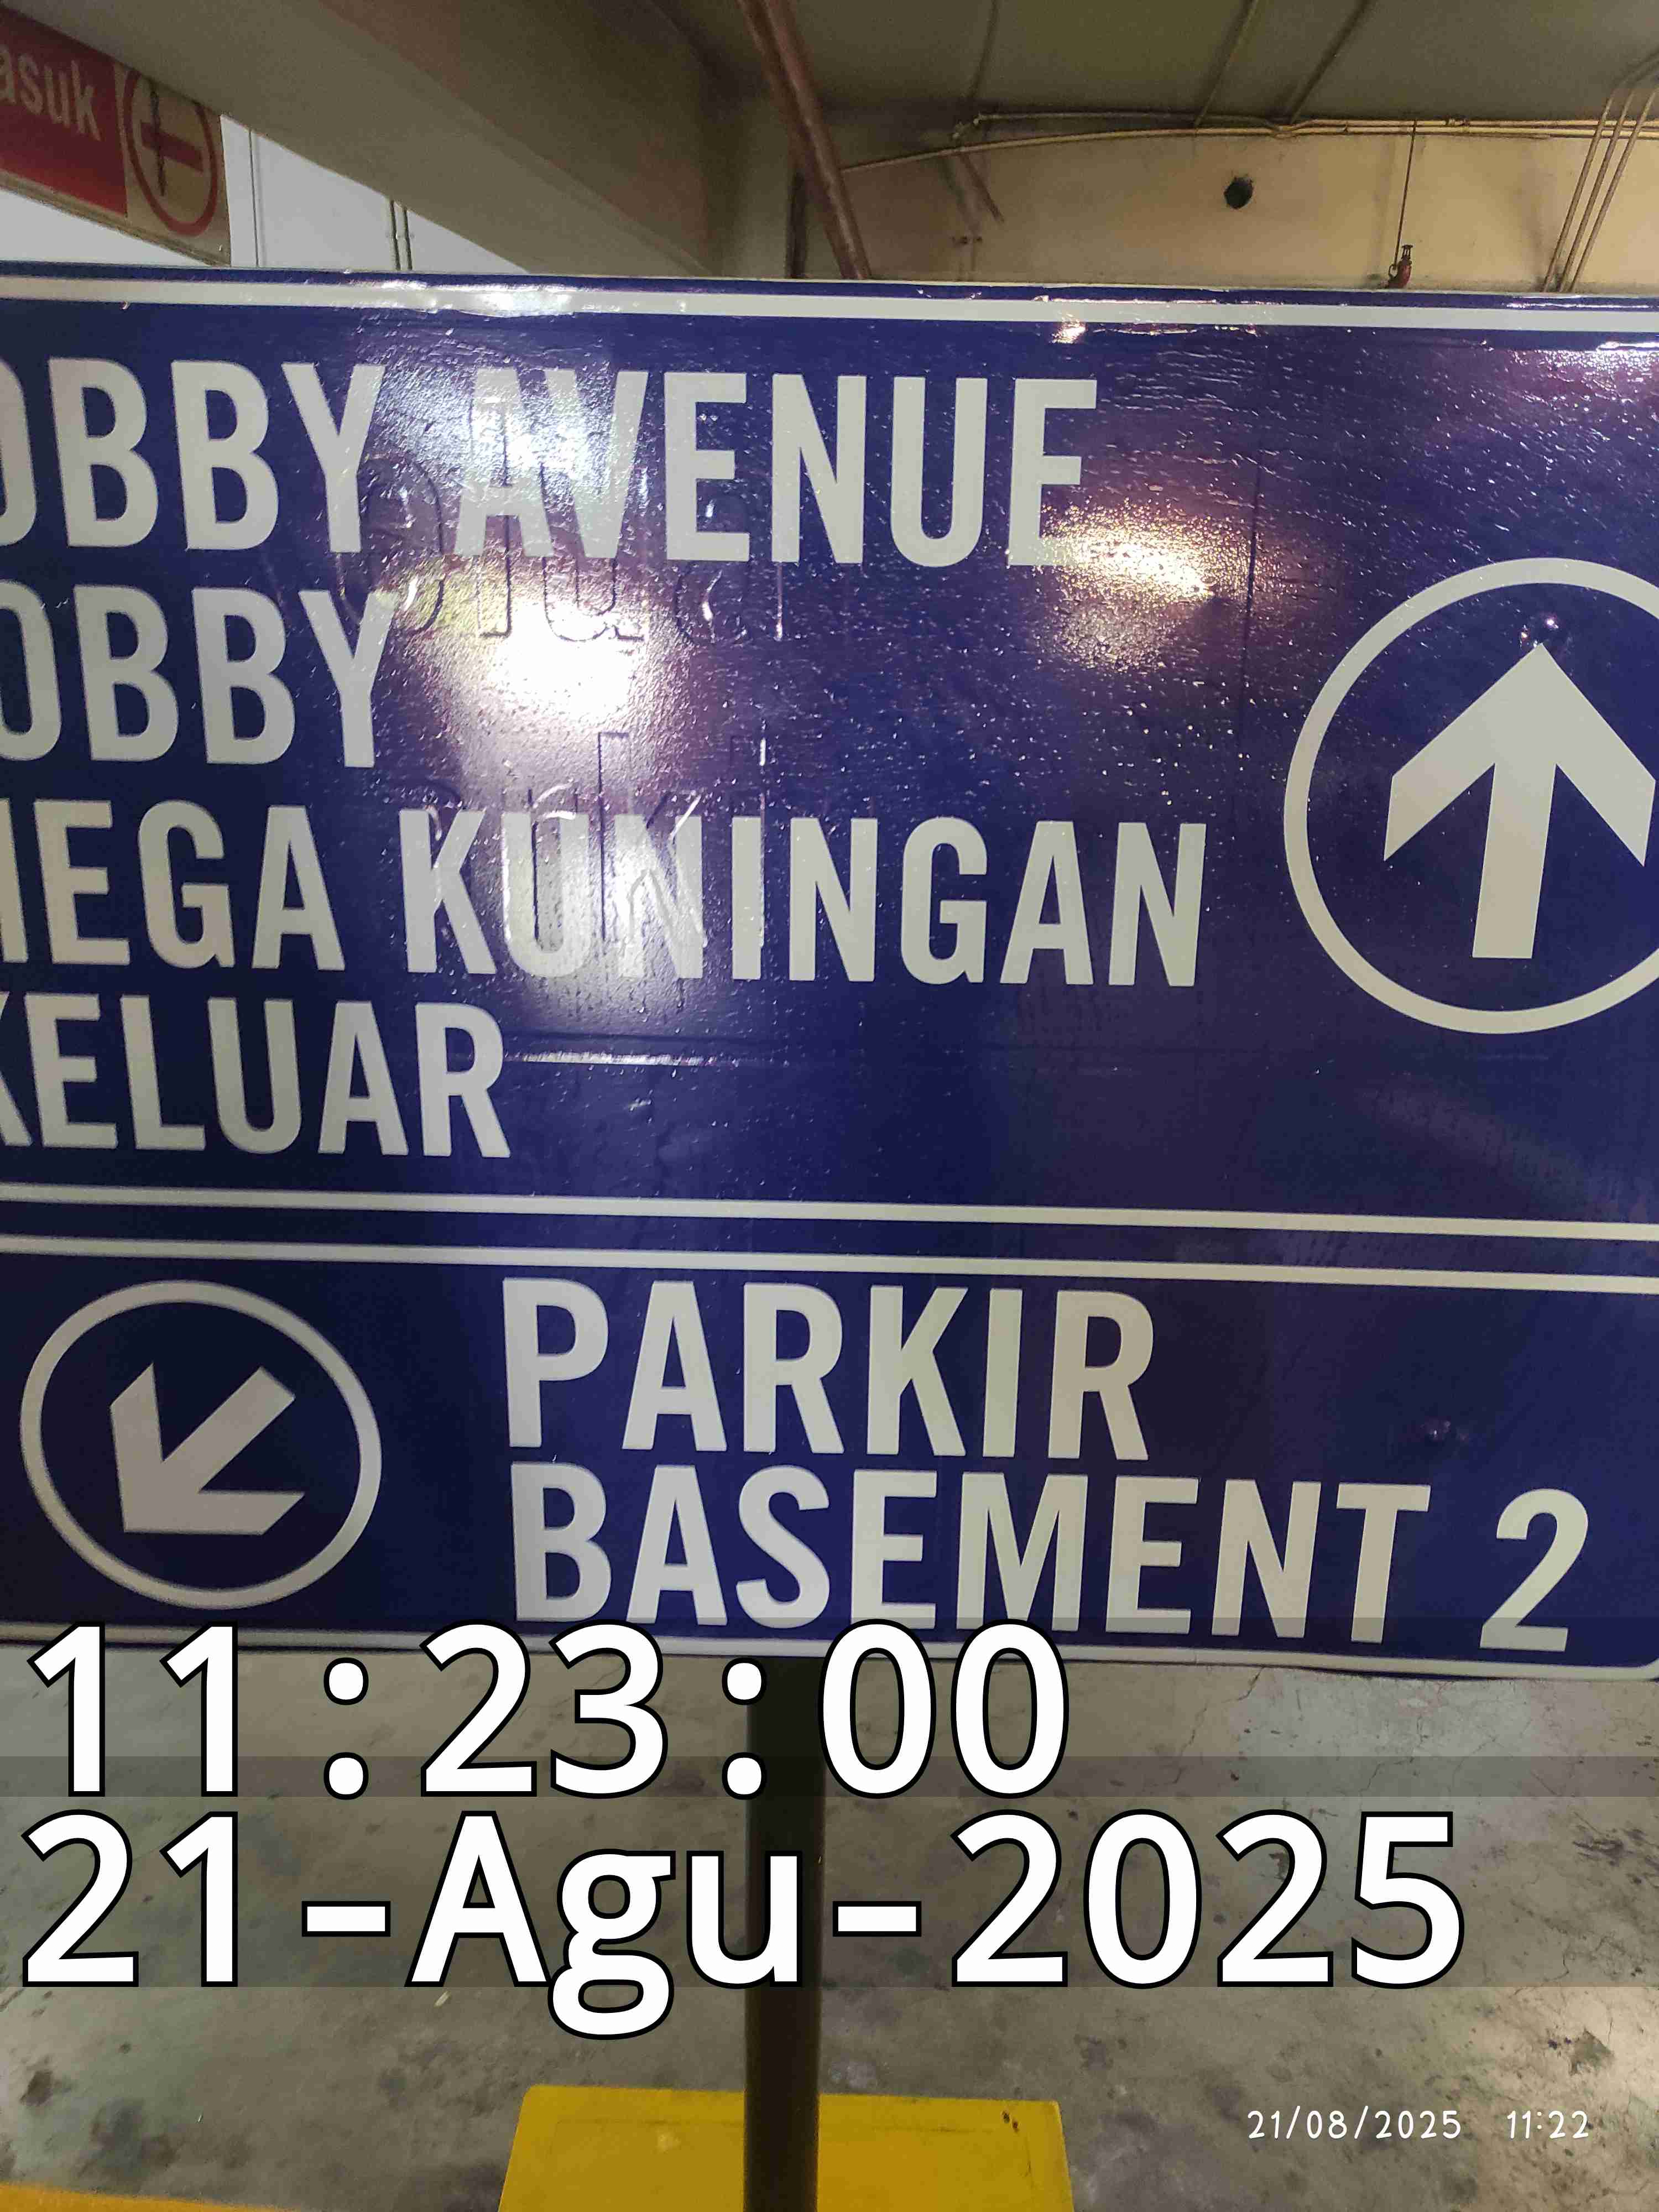 asuk
OBBY AVENUE
OBBY
MEGA KUNINGAN
KELUAR
PARKIR
BASEMENT 2
11:23:00
21-Agu-2025
21/08/2025 11:22